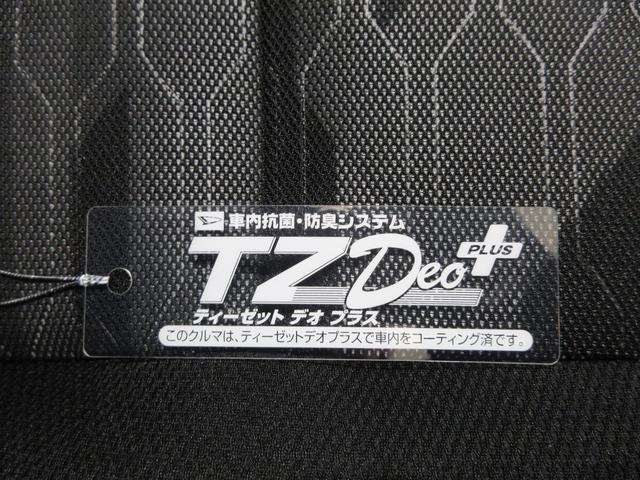 車内抗菌・防臭システム
TZ Deo PLUS
ティーゼット デオ プラス
このクルマは、ティーゼットデオプラスで車内をコーティング済です。